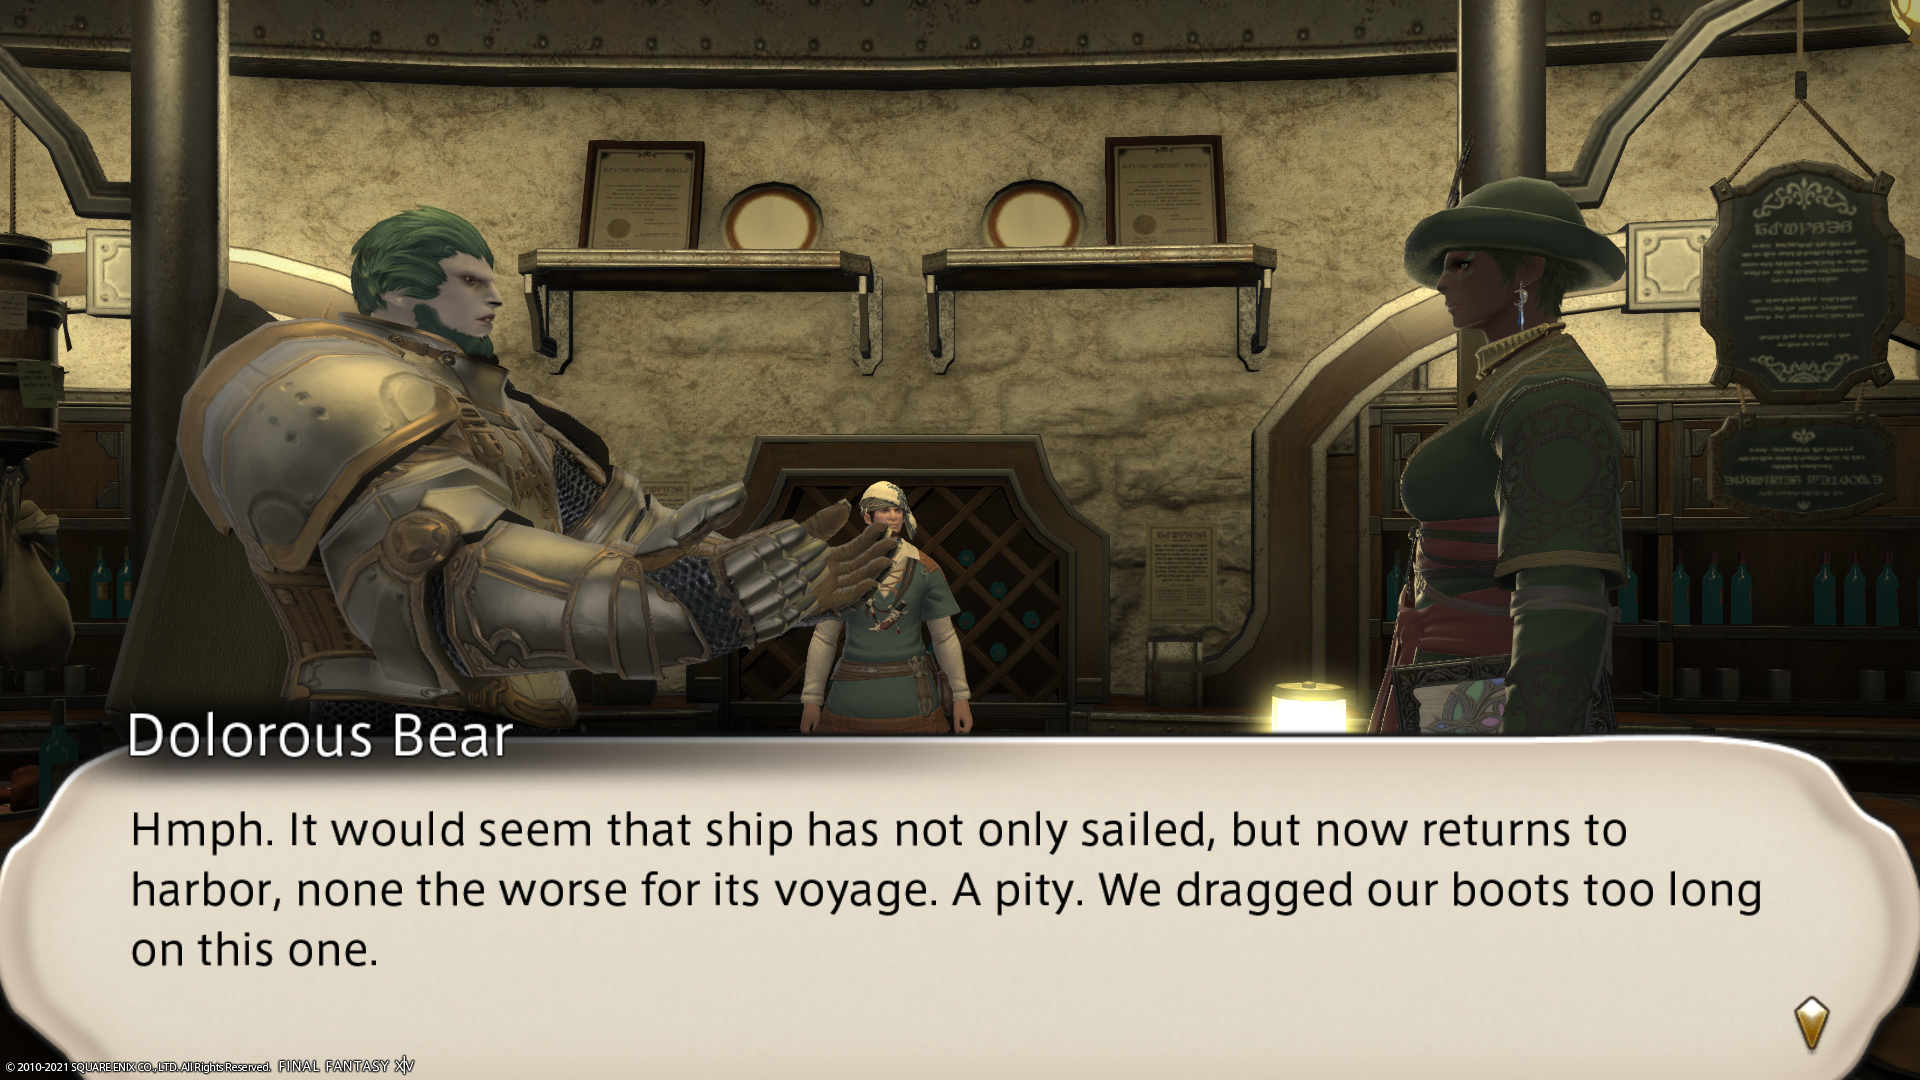 Dolorous Bear
Hmph. It would seem that ship has not only sailed, but now returns to
harbor, none the worse for its voyage. A pity. We dragged our boots too long
on this one.
© 2010-2021 SQUARE ENIX CO., LTD. All Rights Reserved. FINAL FANTASY XIV